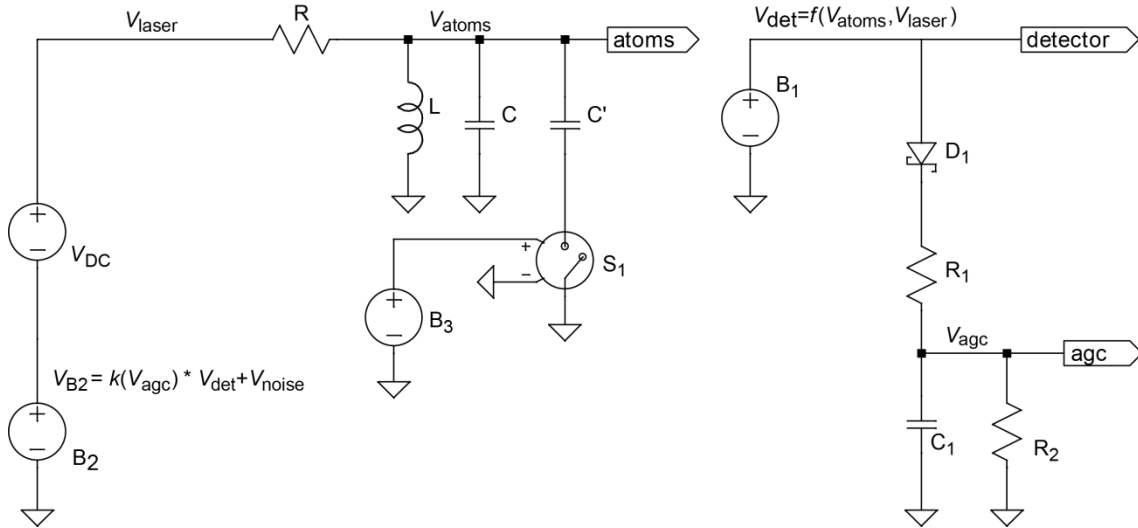 V_laser
R
V_atoms
atoms
V_det=f(V_atoms,V_laser)
detector
L
C
C'
B_1
+
−
D_1
+
−
V_DC
+
−
S_1
+
−
B_3
R_1
V_agc
agc
V_B2 = k(V_agc) * V_det+V_noise
+
−
B_2
C_1
R_2